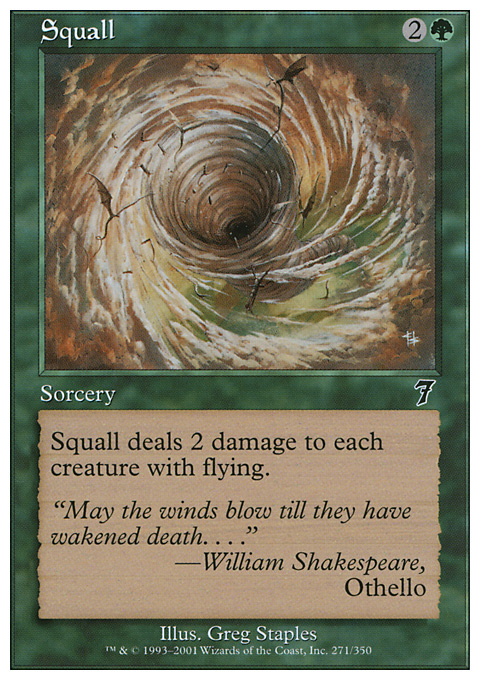 Squall 2
Sorcery 7
Squall deals 2 damage to each
creature with flying.
“May the winds blow till they have
wakened death. . . .”
—William Shakespeare,
Othello
Illus. Greg Staples
™ & © 1993–2001 Wizards of the Coast, Inc. 271/350